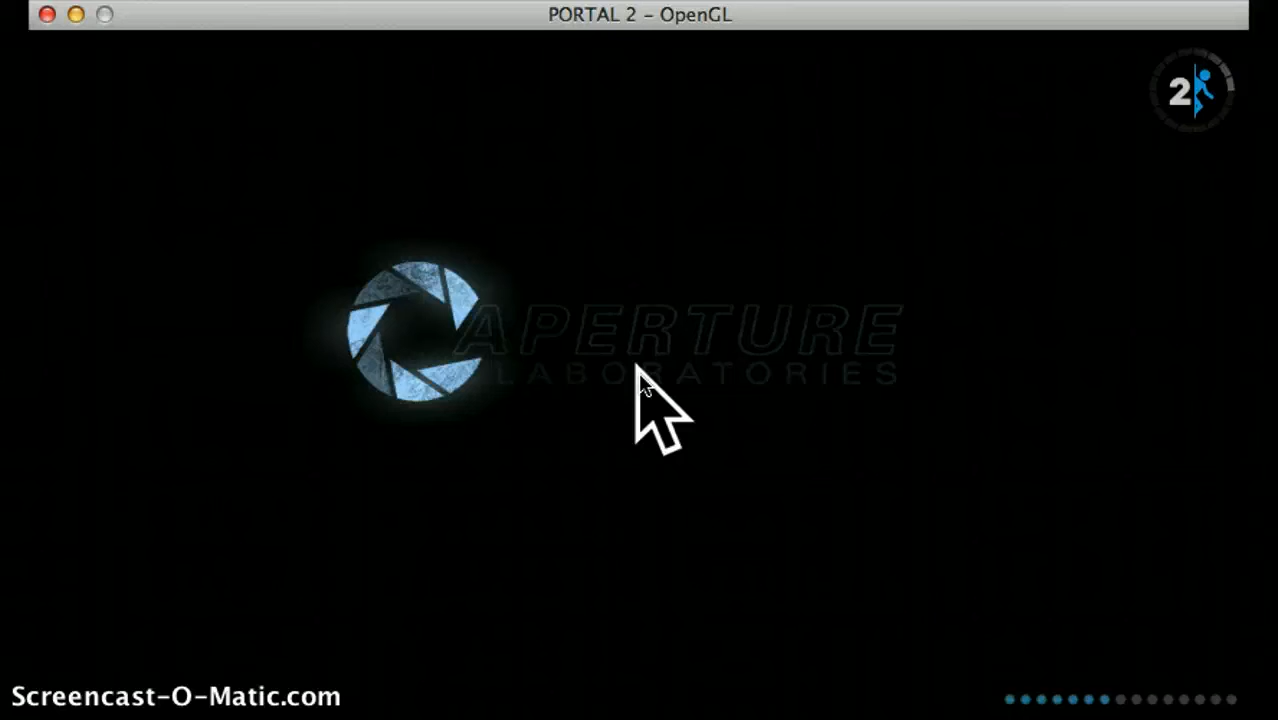 PORTAL 2 – OpenGL
2
APERTURE
LABORATORIES
Screencast-O-Matic.com